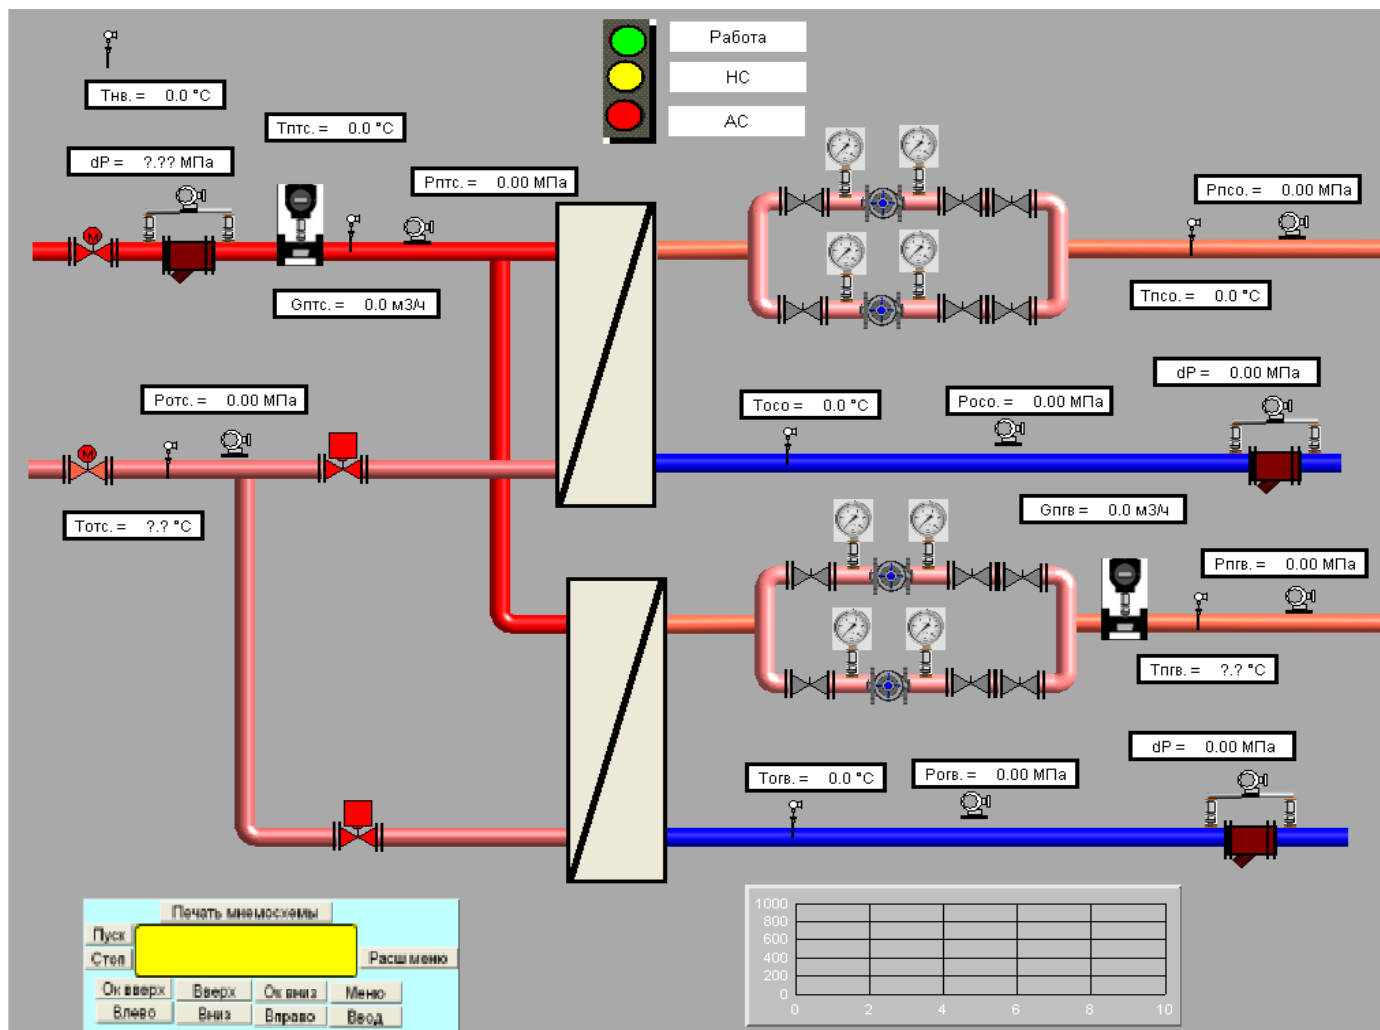 Работа
НС
АС
Тнв. = 0.0 °C
Тптс. = 0.0 °C
dP = ?.?? МПа
Рптс. = 0.00 МПа
Рпсо. = 0.00 МПа
М
Gптс. = 0.0 м3/ч
Тпсо. = 0.0 °C
dP = 0.00 МПа
Ротс. = 0.00 МПа
Тосо = 0.0 °C
Росо. = 0.00 МПа
М
Тотс. = ?.? °C
Gпгв = 0.0 м3/ч
Рпгв. = 0.00 МПа
Тпгв. = ?.? °C
dP = 0.00 МПа
Тогв. = 0.0 °C
Рогв. = 0.00 МПа
Печать мнемосхемы
Пуск
Стоп
Расш меню
Ок вверх Вверх Ок вниз Меню
Влево Вниз Вправо Ввод
1000
800
600
400
200
0
0 2 4 6 8 10